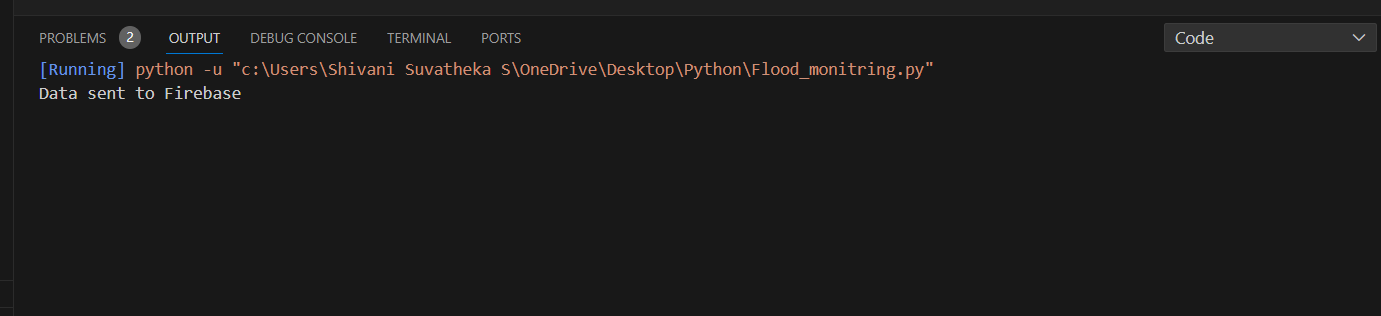 PROBLEMS 2 OUTPUT DEBUG CONSOLE TERMINAL PORTS Code
[Running] python -u "c:\Users\Shivani Suvatheka S\OneDrive\Desktop\Python\Flood_monitring.py"
Data sent to Firebase